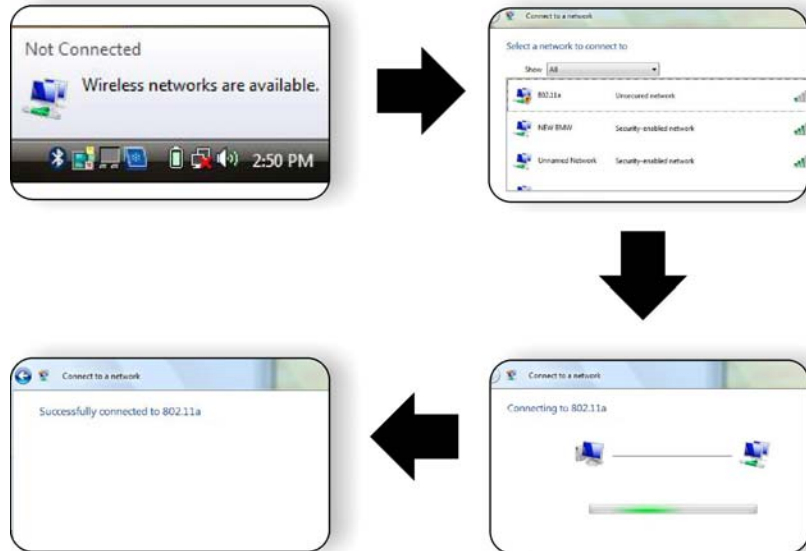 Not Connected
Wireless networks are available.
2:50 PM
Connect to a network
Select a network to connect to
Show All
802.11a Unsecured network
NEW BMW Security-enabled network
Unnamed Network Security-enabled network
Connect to a network
Connecting to 802.11a
Connect to a network
Successfully connected to 802.11a